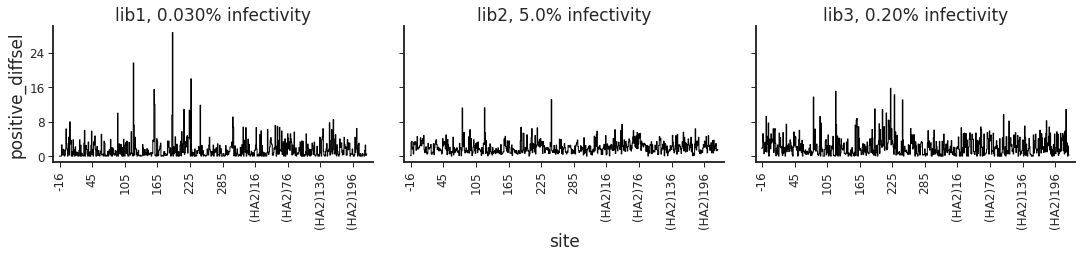 lib1, 0.030% infectivity
lib2, 5.0% infectivity
lib3, 0.20% infectivity
positive_diffsel
24
16
8
0
-16
45
105
165
225
285
(HA2)16
(HA2)76
(HA2)136
(HA2)196
-16
45
105
165
225
285
(HA2)16
(HA2)76
(HA2)136
(HA2)196
-16
45
105
165
225
285
(HA2)16
(HA2)76
(HA2)136
(HA2)196
site